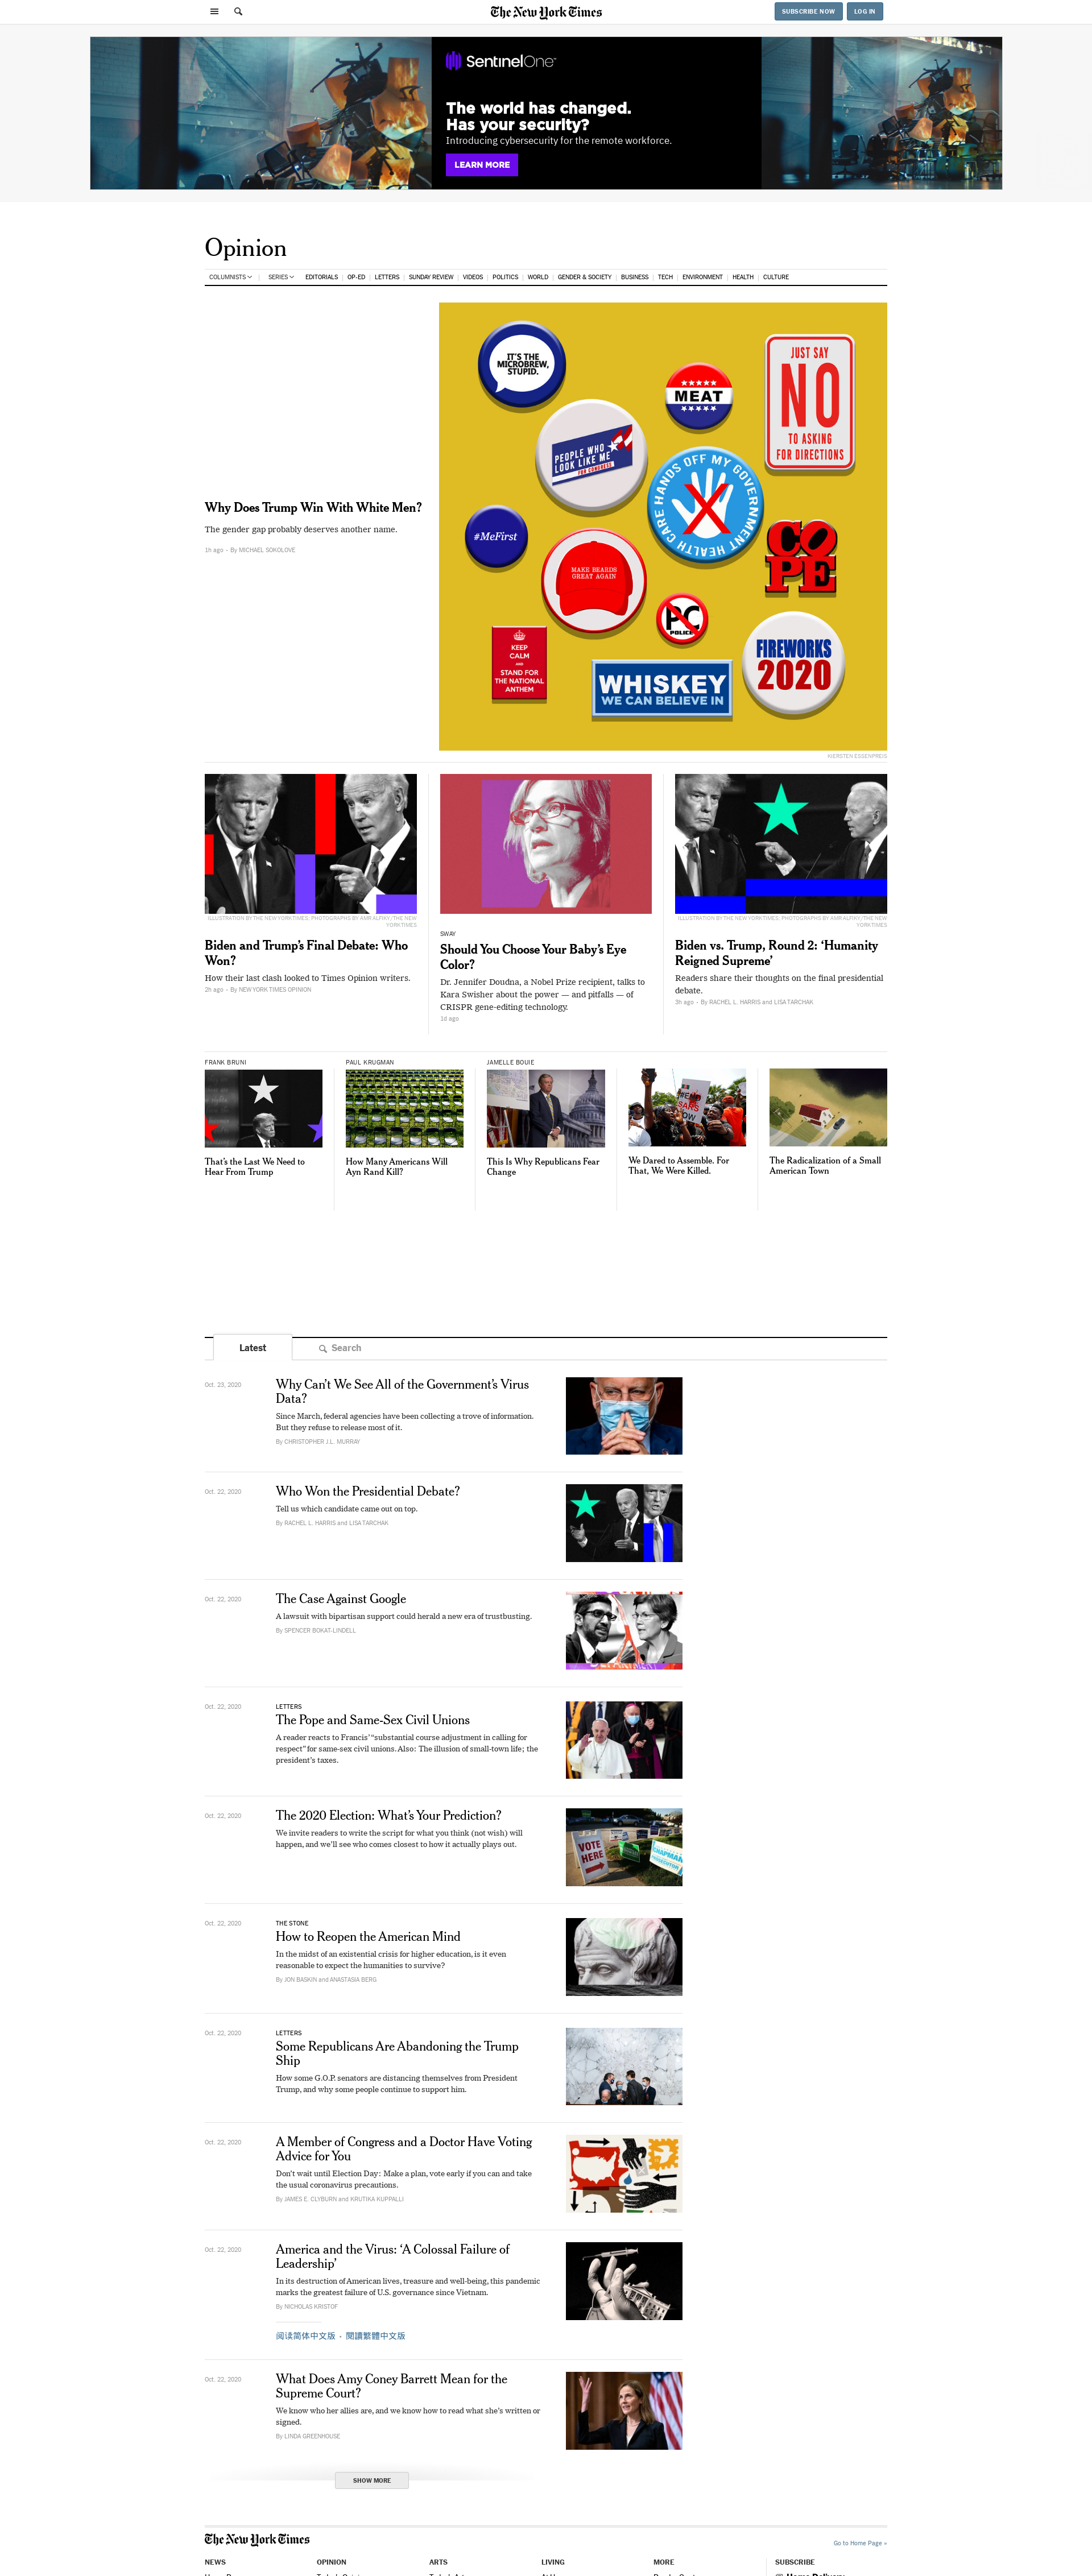 The New York Times
SUBSCRIBE NOW
LOG IN
SentinelOne
The world has changed.
Has your security?
Introducing cybersecurity for the remote workforce.
LEARN MORE
Opinion
COLUMNISTS | SERIES EDITORIALS | OP-ED | LETTERS | SUNDAY REVIEW | VIDEOS | POLITICS | WORLD | GENDER & SOCIETY | BUSINESS | TECH | ENVIRONMENT | HEALTH | CULTURE
Why Does Trump Win With White Men?
The gender gap probably deserves another name.
1h ago - By MICHAEL SOKOLOVE
IT'S THE
MICROBREW,
STUPID.
MEAT
JUST SAY
NO
TO ASKING
FOR DIRECTIONS
PEOPLE WHO
LOOK LIKE ME
FOR CONGRESS
HANDS OFF MY GOVERNMENT
HEALTH CARE
#MeFirst
MAKE BEARDS
GREAT AGAIN
COPE
PC
POLICE
KEEP
CALM
AND
STAND FOR
THE NATIONAL
ANTHEM
WHISKEY
WE CAN BELIEVE IN
FIREWORKS
2020
KIERSTEN ESSENPREIS
ILLUSTRATION BY THE NEW YORK TIMES; PHOTOGRAPHS BY AMR ALFIKY/THE NEW
YORK TIMES
Biden and Trump's Final Debate: Who
Won?
How their last clash looked to Times Opinion writers.
2h ago - By NEW YORK TIMES OPINION
SWAY
Should You Choose Your Baby's Eye
Color?
Dr. Jennifer Doudna, a Nobel Prize recipient, talks to
Kara Swisher about the power — and pitfalls — of
CRISPR gene-editing technology.
1d ago
ILLUSTRATION BY THE NEW YORK TIMES; PHOTOGRAPHS BY AMR ALFIKY/THE NEW
YORK TIMES
Biden vs. Trump, Round 2: ‘Humanity
Reigned Supreme’
Readers share their thoughts on the final presidential
debate.
3h ago - By RACHEL L. HARRIS and LISA TARCHAK
FRANK BRUNI
That's the Last We Need to
Hear From Trump
PAUL KRUGMAN
How Many Americans Will
Ayn Rand Kill?
JAMELLE BOUIE
This Is Why Republicans Fear
Change
#END
SARS
NOW
We Dared to Assemble. For
That, We Were Killed.
The Radicalization of a Small
American Town
Latest
Search
Oct. 23, 2020
Why Can't We See All of the Government's Virus
Data?
Since March, federal agencies have been collecting a trove of information.
But they refuse to release most of it.
By CHRISTOPHER J.L. MURRAY
Oct. 22, 2020
Who Won the Presidential Debate?
Tell us which candidate came out on top.
By RACHEL L. HARRIS and LISA TARCHAK
Oct. 22, 2020
The Case Against Google
A lawsuit with bipartisan support could herald a new era of trustbusting.
By SPENCER BOKAT-LINDELL
Oct. 22, 2020
LETTERS
The Pope and Same-Sex Civil Unions
A reader reacts to Francis' “substantial course adjustment in calling for
respect” for same-sex civil unions. Also: The illusion of small-town life; the
president's taxes.
Oct. 22, 2020
The 2020 Election: What's Your Prediction?
We invite readers to write the script for what you think (not wish) will
happen, and we'll see who comes closest to how it actually plays out.
VOTE
HERE
CHAPMAN
Oct. 22, 2020
THE STONE
How to Reopen the American Mind
In the midst of an existential crisis for higher education, is it even
reasonable to expect the humanities to survive?
By JON BASKIN and ANASTASIA BERG
Oct. 22, 2020
LETTERS
Some Republicans Are Abandoning the Trump
Ship
How some G.O.P. senators are distancing themselves from President
Trump, and why some people continue to support him.
Oct. 22, 2020
A Member of Congress and a Doctor Have Voting
Advice for You
Don't wait until Election Day: Make a plan, vote early if you can and take
the usual coronavirus precautions.
By JAMES E. CLYBURN and KRUTIKA KUPPALLI
Oct. 22, 2020
America and the Virus: ‘A Colossal Failure of
Leadership’
In its destruction of American lives, treasure and well-being, this pandemic
marks the greatest failure of U.S. governance since Vietnam.
By NICHOLAS KRISTOF
阅读简体中文版 · 閱讀繁體中文版
Oct. 22, 2020
What Does Amy Coney Barrett Mean for the
Supreme Court?
We know who her allies are, and we know how to read what she's written or
signed.
By LINDA GREENHOUSE
SHOW MORE
The New York Times
Go to Home Page »
NEWS
OPINION
ARTS
LIVING
MORE
SUBSCRIBE